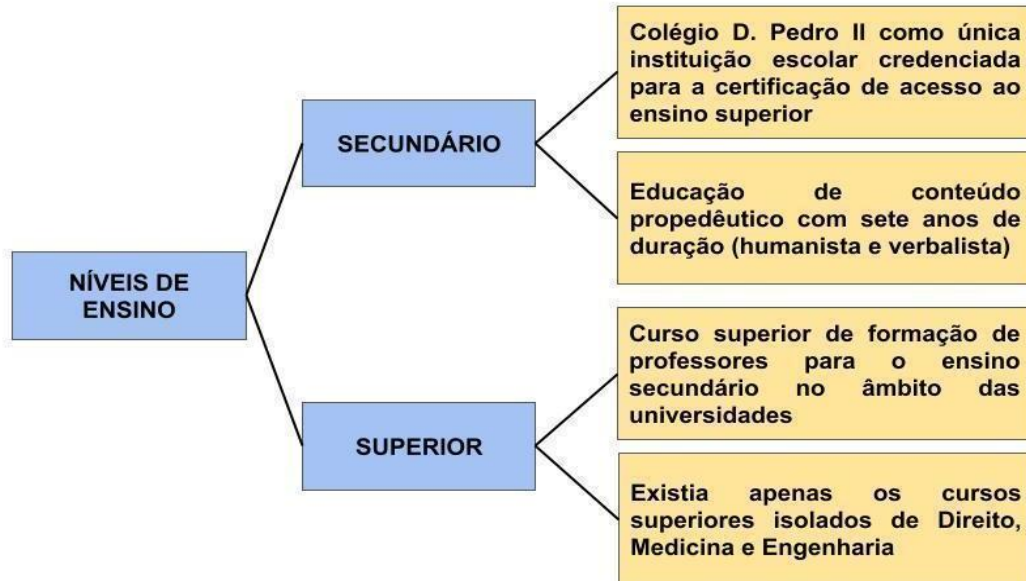 NÍVEIS DE
ENSINO
SECUNDÁRIO
Colégio D. Pedro II como única
instituição escolar credenciada
para a certificação de acesso ao
ensino superior
Educação de conteúdo
propedêutico com sete anos de
duração (humanista e verbalista)
SUPERIOR
Curso superior de formação de
professores para o ensino
secundário no âmbito das
universidades
Existia apenas os cursos
superiores isolados de Direito,
Medicina e Engenharia